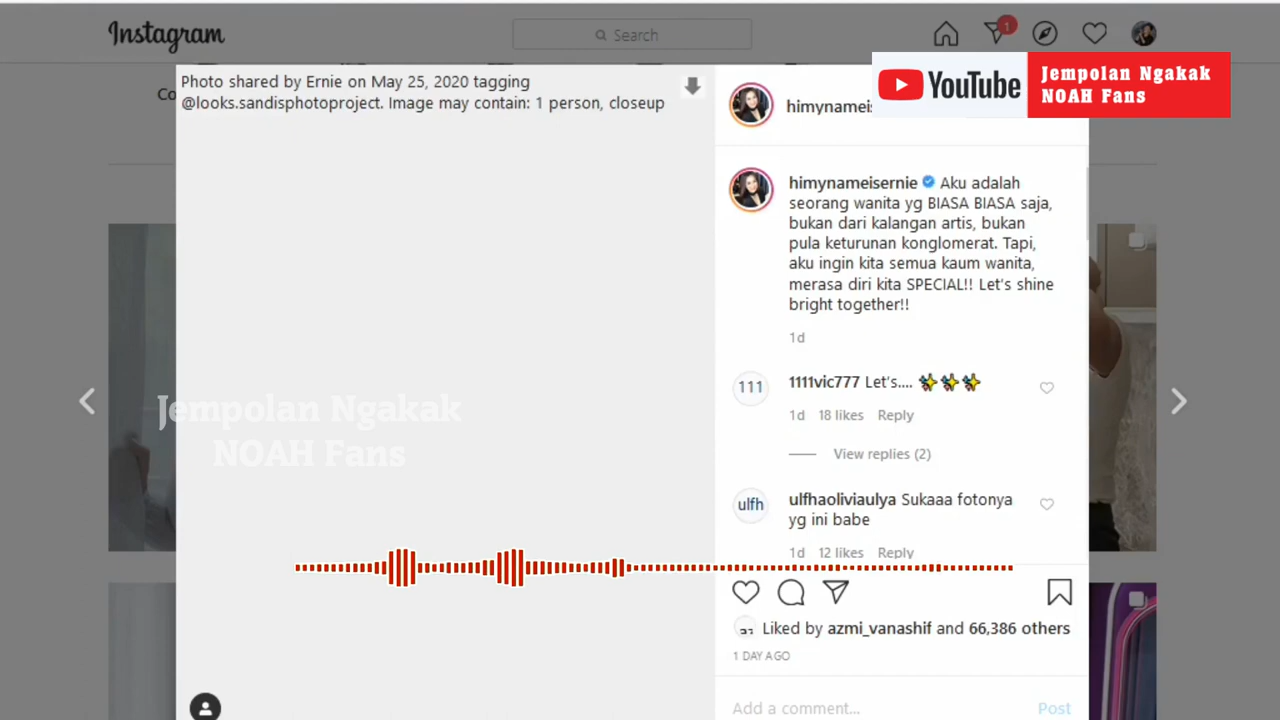 Instagram
Search
1
YouTube
Jempolan Ngakak
NOAH Fans
Co
Photo shared by Ernie on May 25, 2020 tagging
@looks.sandisphotoproject. Image may contain: 1 person, closeup
himynameis
himynameisernie Aku adalah
seorang wanita yg BIASA BIASA saja,
bukan dari kalangan artis, bukan
pula keturunan konglomerat. Tapi,
aku ingin kita semua kaum wanita,
merasa diri kita SPECIAL!! Let's shine
bright together!!
1d
111
1111vic777 Let's.... ✨✨✨
1d 18 likes Reply
View replies (2)
Jempolan Ngakak
NOAH Fans
ulfh
ulfhaoliviaulya Sukaaa fotonya
yg ini babe
1d 12 likes Reply
Liked by azmi_vanashif and 66,386 others
1 DAY AGO
Add a comment... Post